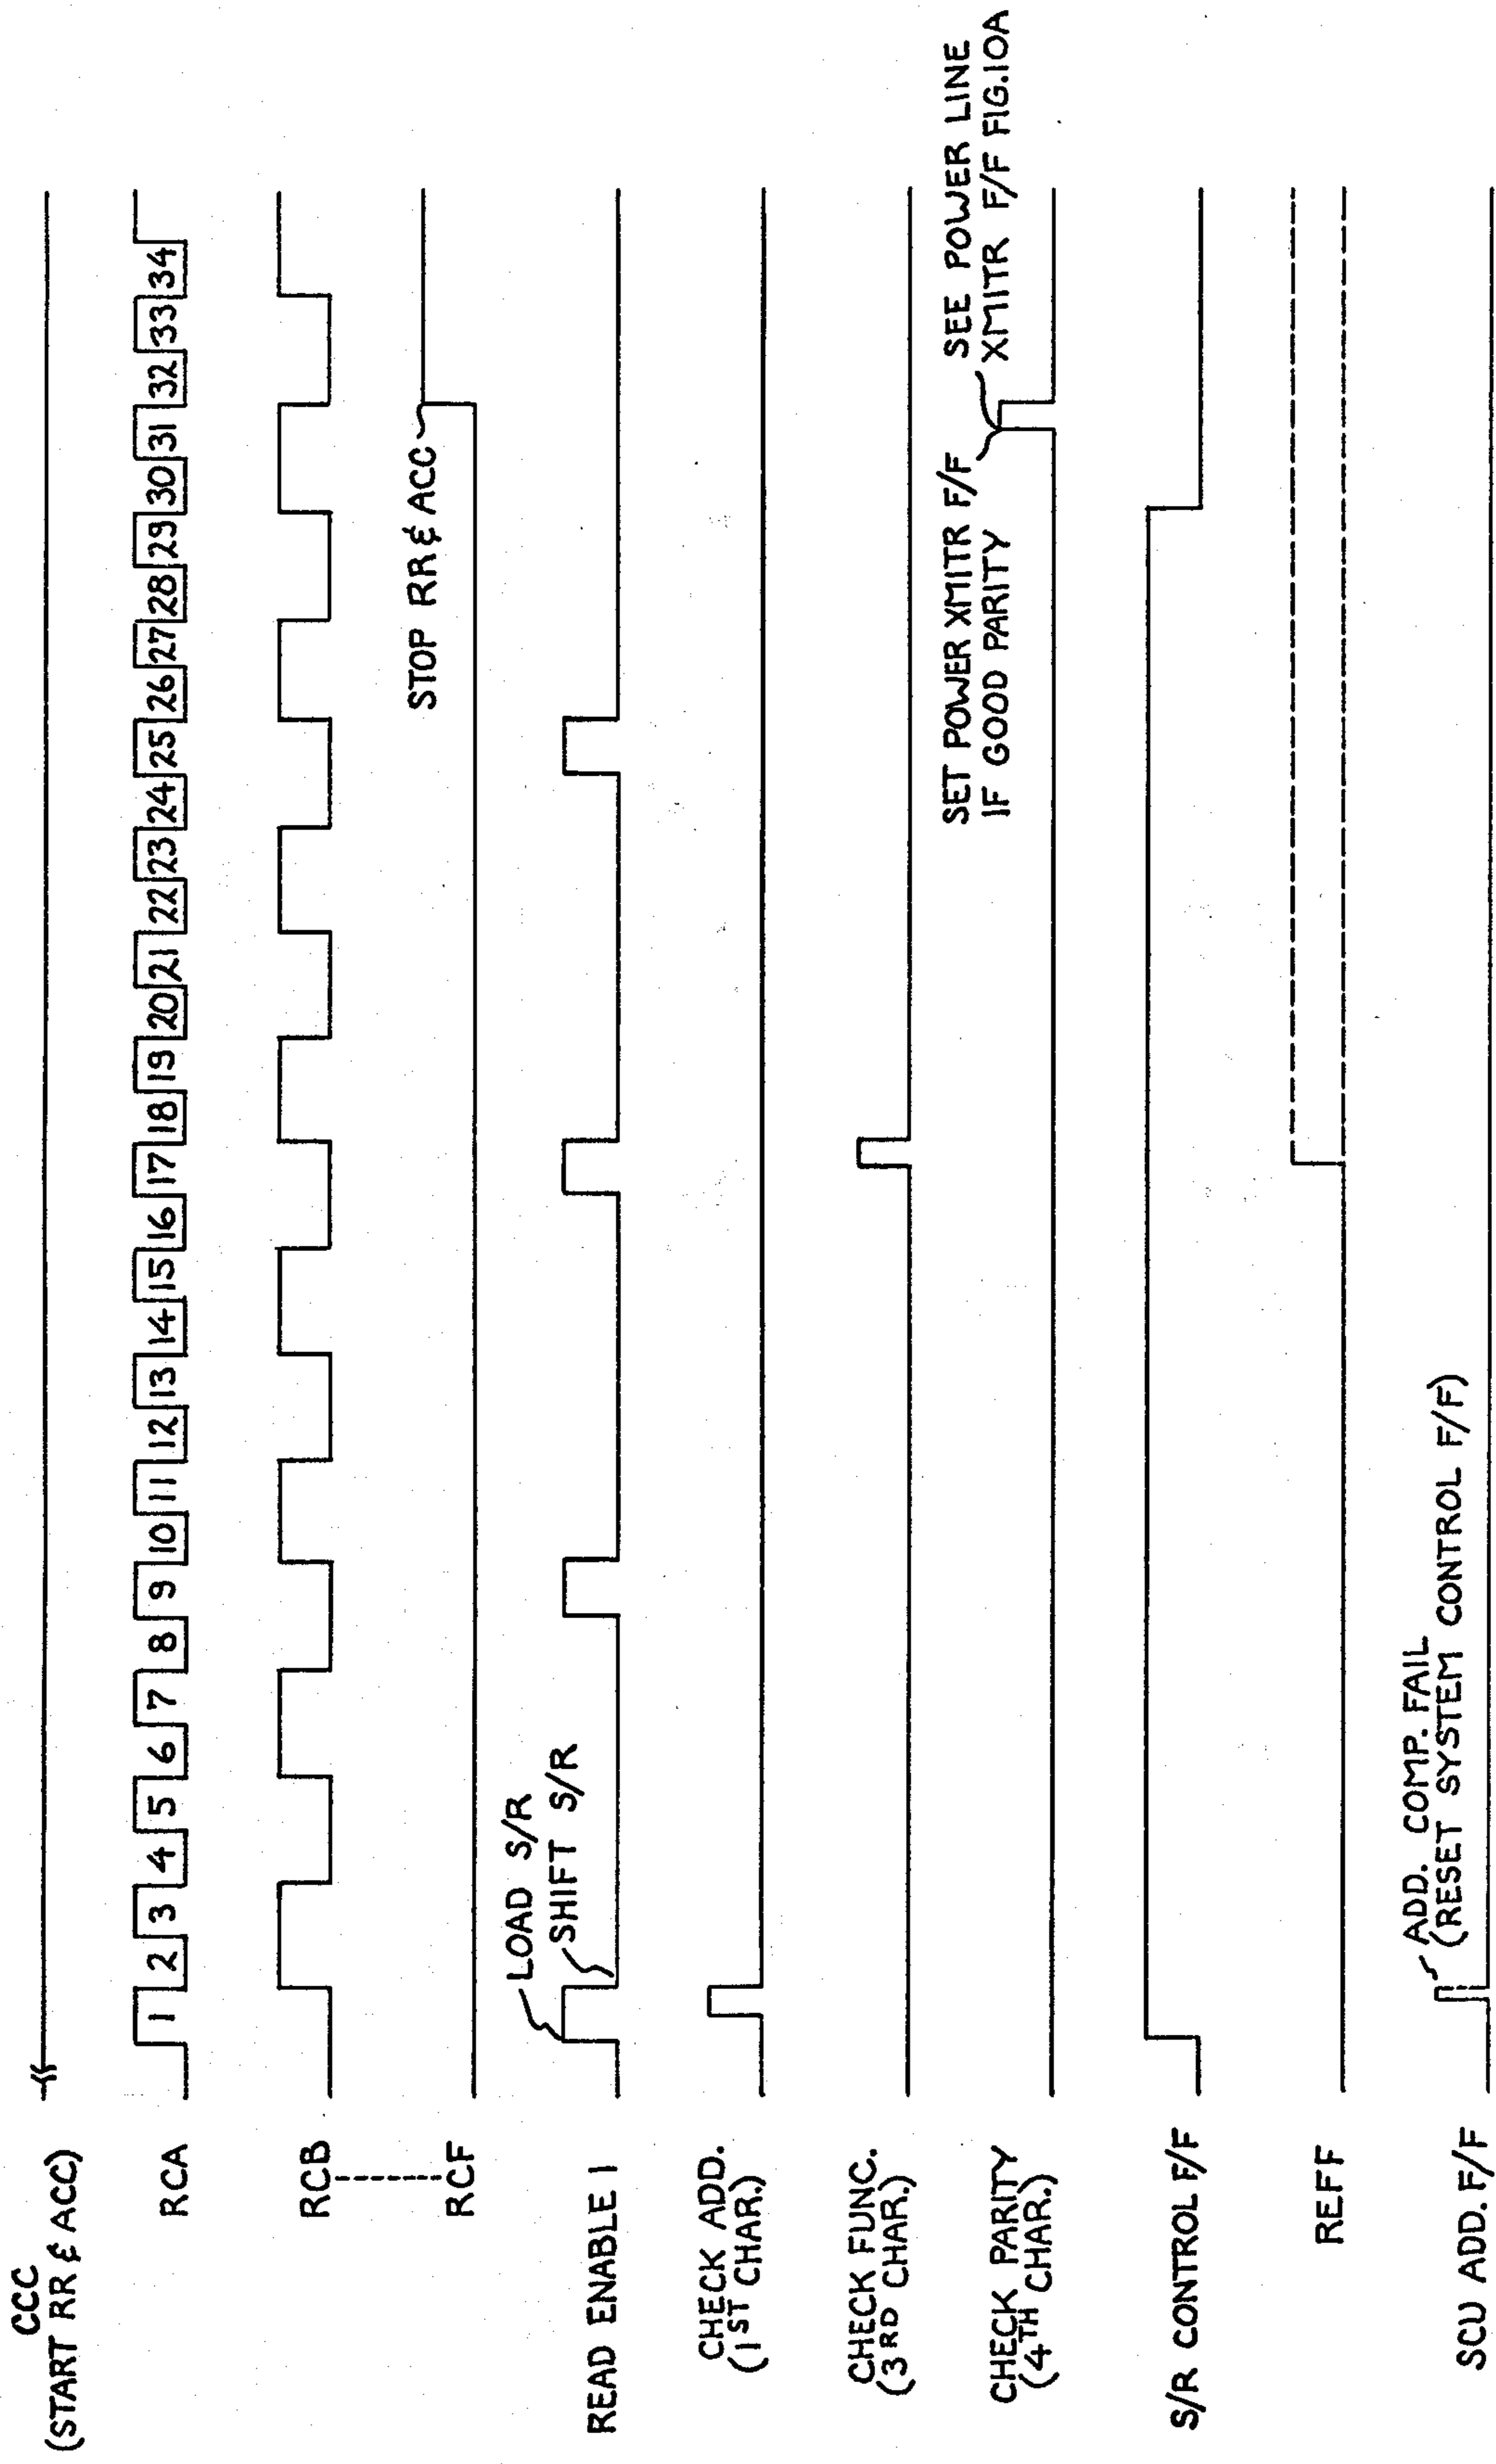 CCC
(START RR & ACC)
RCA
1 2 3 4 5 6 7 8 9 10 11 12 13 14 15 16 17 18 19 20 21 22 23 24 25 26 27 28 29 30 31 32 33 34
RCB
RCF
STOP RR & ACC
READ ENABLE 1
LOAD S/R
SHIFT S/R
CHECK ADD.
(1ST CHAR.)
CHECK FUNC.
(3RD CHAR.)
CHECK PARITY
(4TH CHAR.)
SET POWER XMITR F/F
IF GOOD PARITY
SEE POWER LINE
XMITR F/F FIG.10A
S/R CONTROL F/F
REFF
SCU ADD. F/F
ADD. COMP. FAIL
(RESET SYSTEM CONTROL F/F)